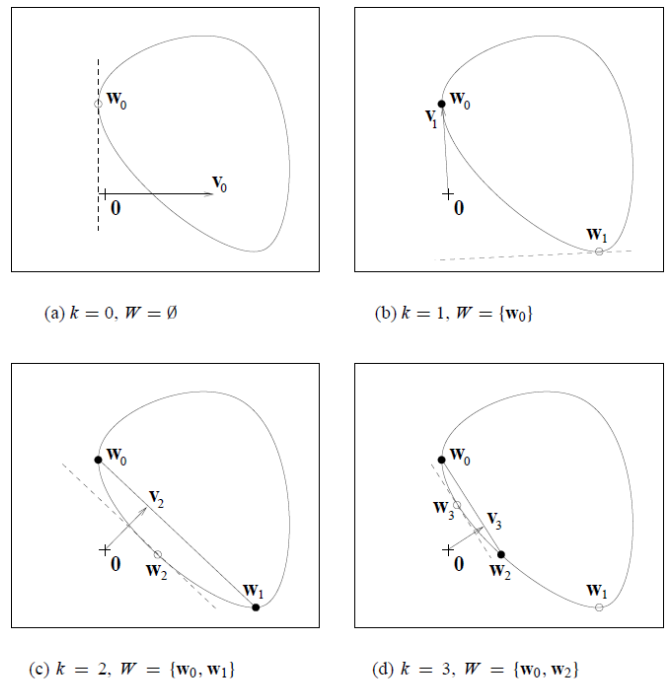 w₀
v₀
0
(a) k = 0, W = Ø
w₀
v₁
0
w₁
(b) k = 1, W = {w₀}
w₀
v₂
0
w₂
w₁
(c) k = 2, W = {w₀, w₁}
w₀
w₃
v₃
0
w₂
w₁
(d) k = 3, W = {w₀, w₂}